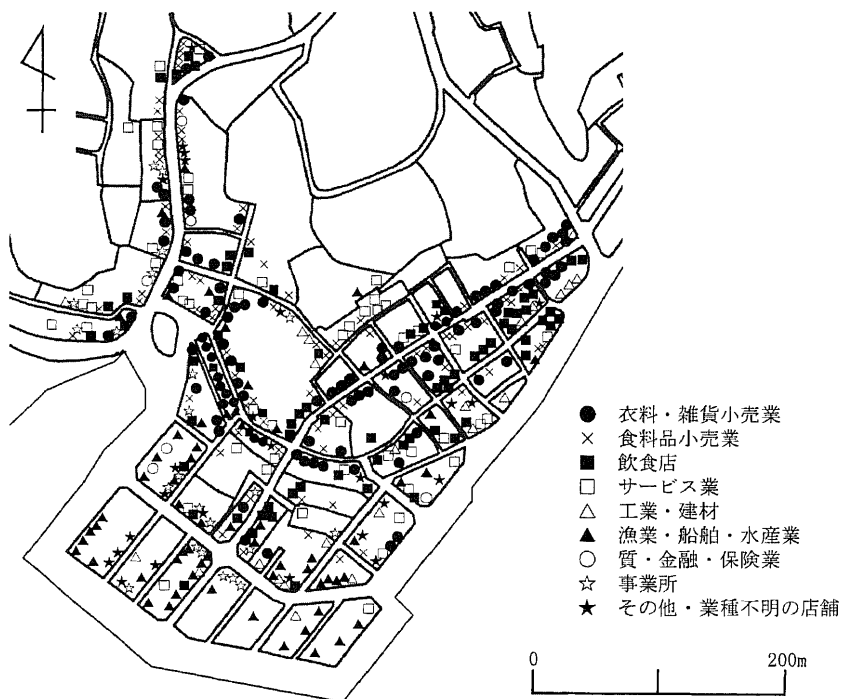 衣料・雑貨小売業
食料品小売業
飲食店
サービス業
工業・建材
漁業・船舶・水産業
質・金融・保険業
事業所
その他・業種不明の店舗
0 200m